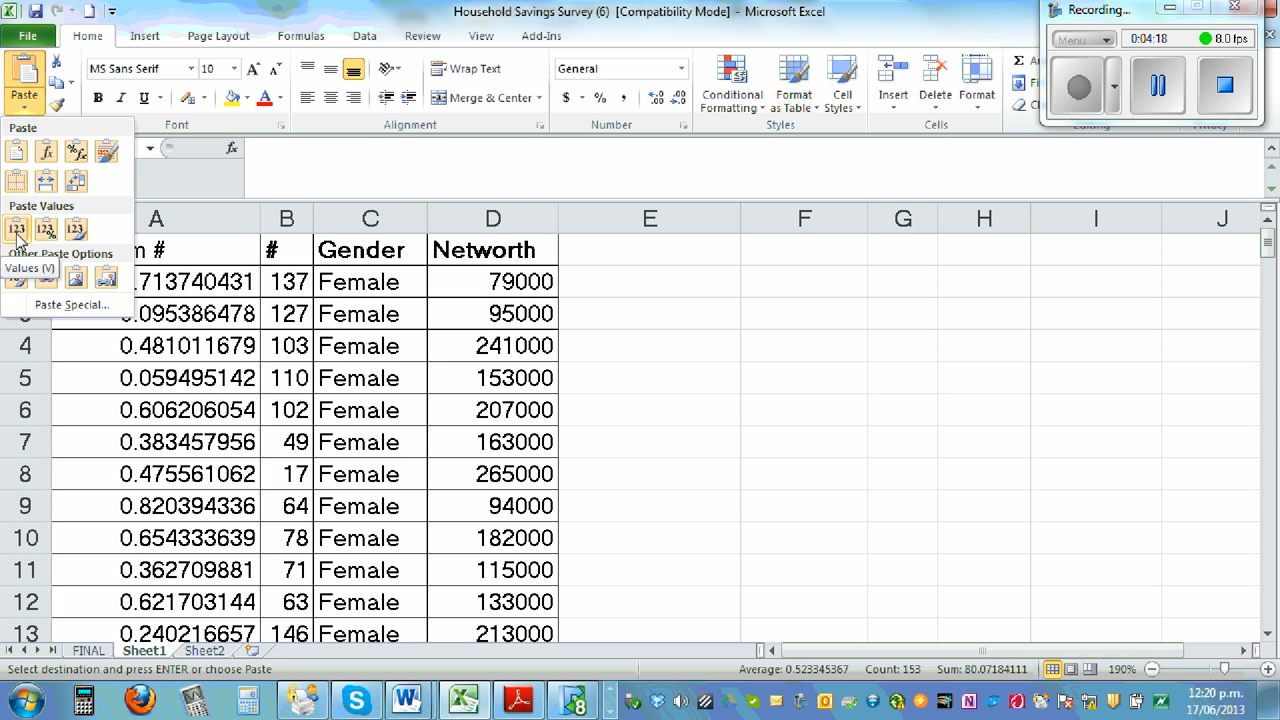 Household Savings Survey (6) [Compatibility Mode] - Microsoft Excel
Recording...
File Home Insert Page Layout Formulas Data Review View Add-Ins
Menu 0:04:18 8.0 fps
MS Sans Serif 10 Wrap Text General
Paste Merge & Center Conditional Formatting Format as Table Cell Styles Insert Delete Format
Font Alignment Number Styles Cells Editing Privacy
Paste
Paste Values
Other Paste Options
Values (V)
Paste Special...
A B C D E F G H I J
m # # Gender Networth
.713740431 137 Female 79000
3 0.095386478 127 Female 95000
4 0.481011679 103 Female 241000
5 0.059495142 110 Female 153000
6 0.606206054 102 Female 207000
7 0.383457956 49 Female 163000
8 0.475561062 17 Female 265000
9 0.820394336 64 Female 94000
10 0.654333639 78 Female 182000
11 0.362709881 71 Female 115000
12 0.621703144 63 Female 133000
13 0.240216657 146 Female 213000
FINAL Sheet1 Sheet2
Select destination and press ENTER or choose Paste Average: 0.523345367 Count: 153 Sum: 80.07184111 190%
12:20 p.m.
17/06/2013